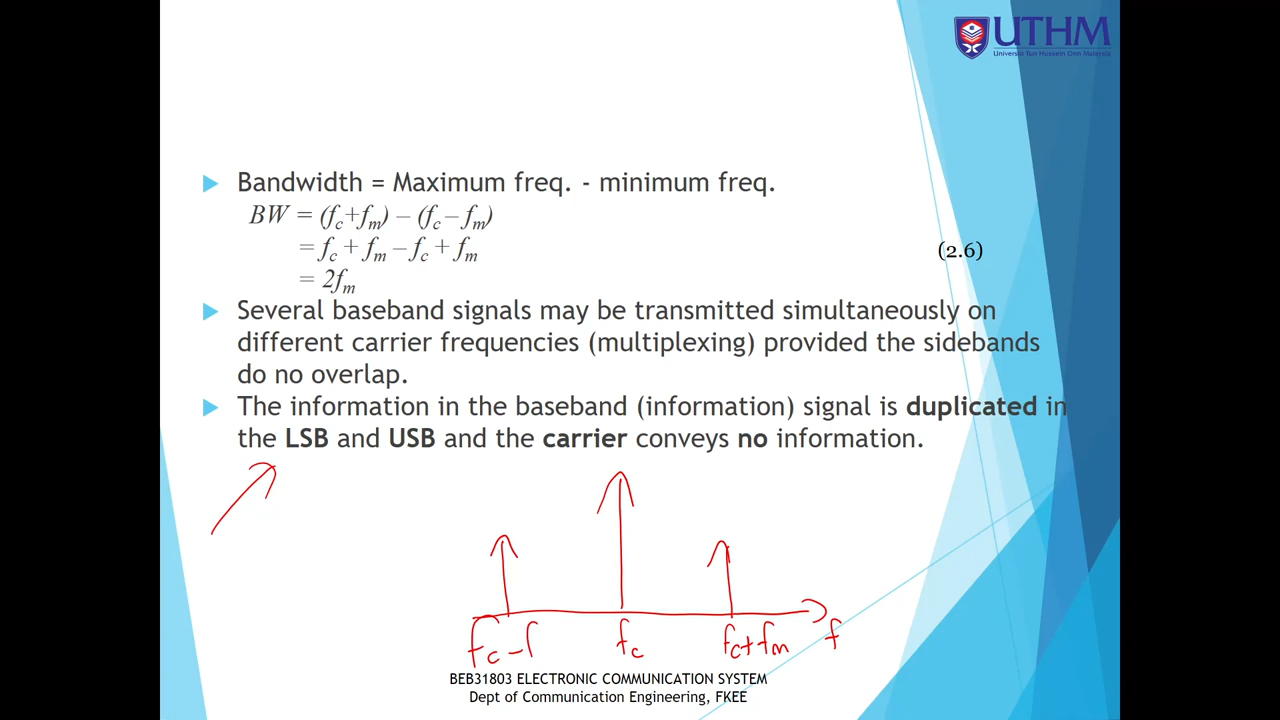 UTHM
Universiti Tun Hussein Onn Malaysia
Bandwidth = Maximum freq. - minimum freq.
BW = (fc+fm) – (fc– fm)
= fc + fm – fc + fm
(2.6)
= 2fm
Several baseband signals may be transmitted simultaneously on
different carrier frequencies (multiplexing) provided the sidebands
do no overlap.
The information in the baseband (information) signal is duplicated in
the LSB and USB and the carrier conveys no information.
fc – f
fc
fc + fm
f
BEB31803 ELECTRONIC COMMUNICATION SYSTEM
Dept of Communication Engineering, FKEE